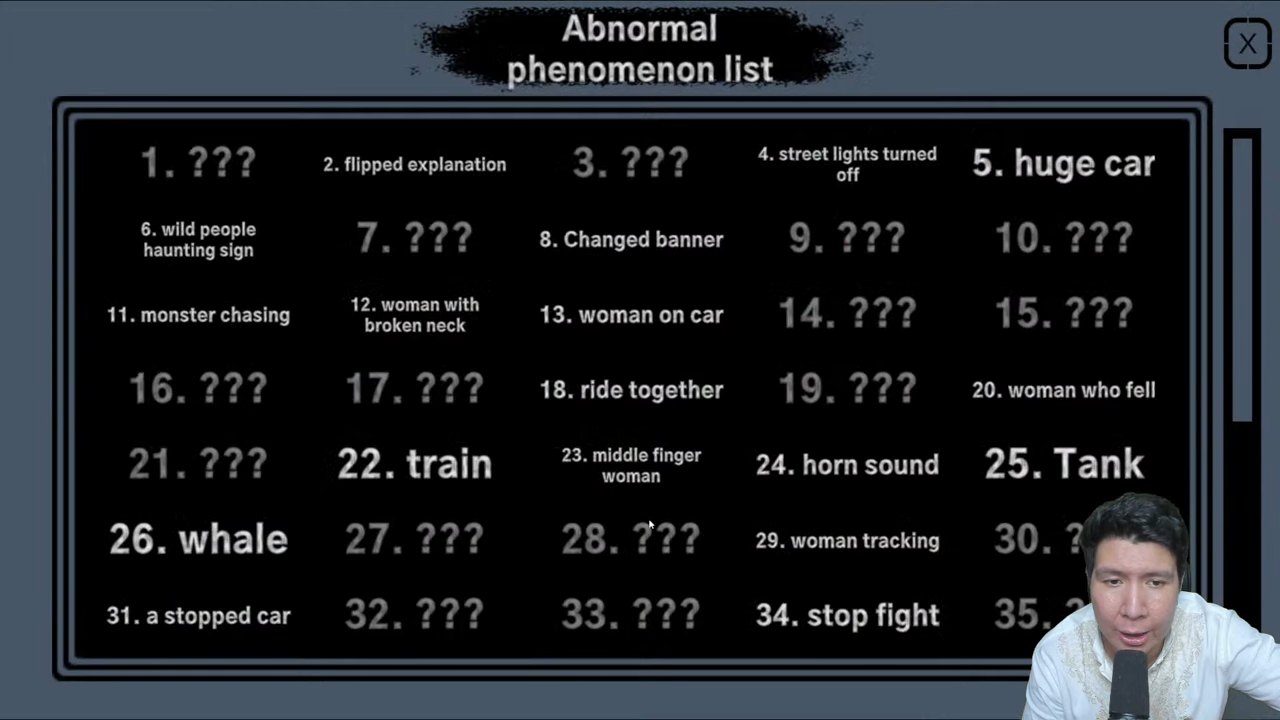 Abnormal
phenomenon list
X
1. ???
2. flipped explanation
3. ???
4. street lights turned
off
5. huge car
6. wild people
haunting sign
7. ???
8. Changed banner
9. ???
10. ???
11. monster chasing
12. woman with
broken neck
13. woman on car
14. ???
15. ???
16. ???
17. ???
18. ride together
19. ???
20. woman who fell
21. ???
22. train
23. middle finger
woman
24. horn sound
25. Tank
26. whale
27. ???
28. ???
29. woman tracking
30. ?
31. a stopped car
32. ???
33. ???
34. stop fight
35. ?